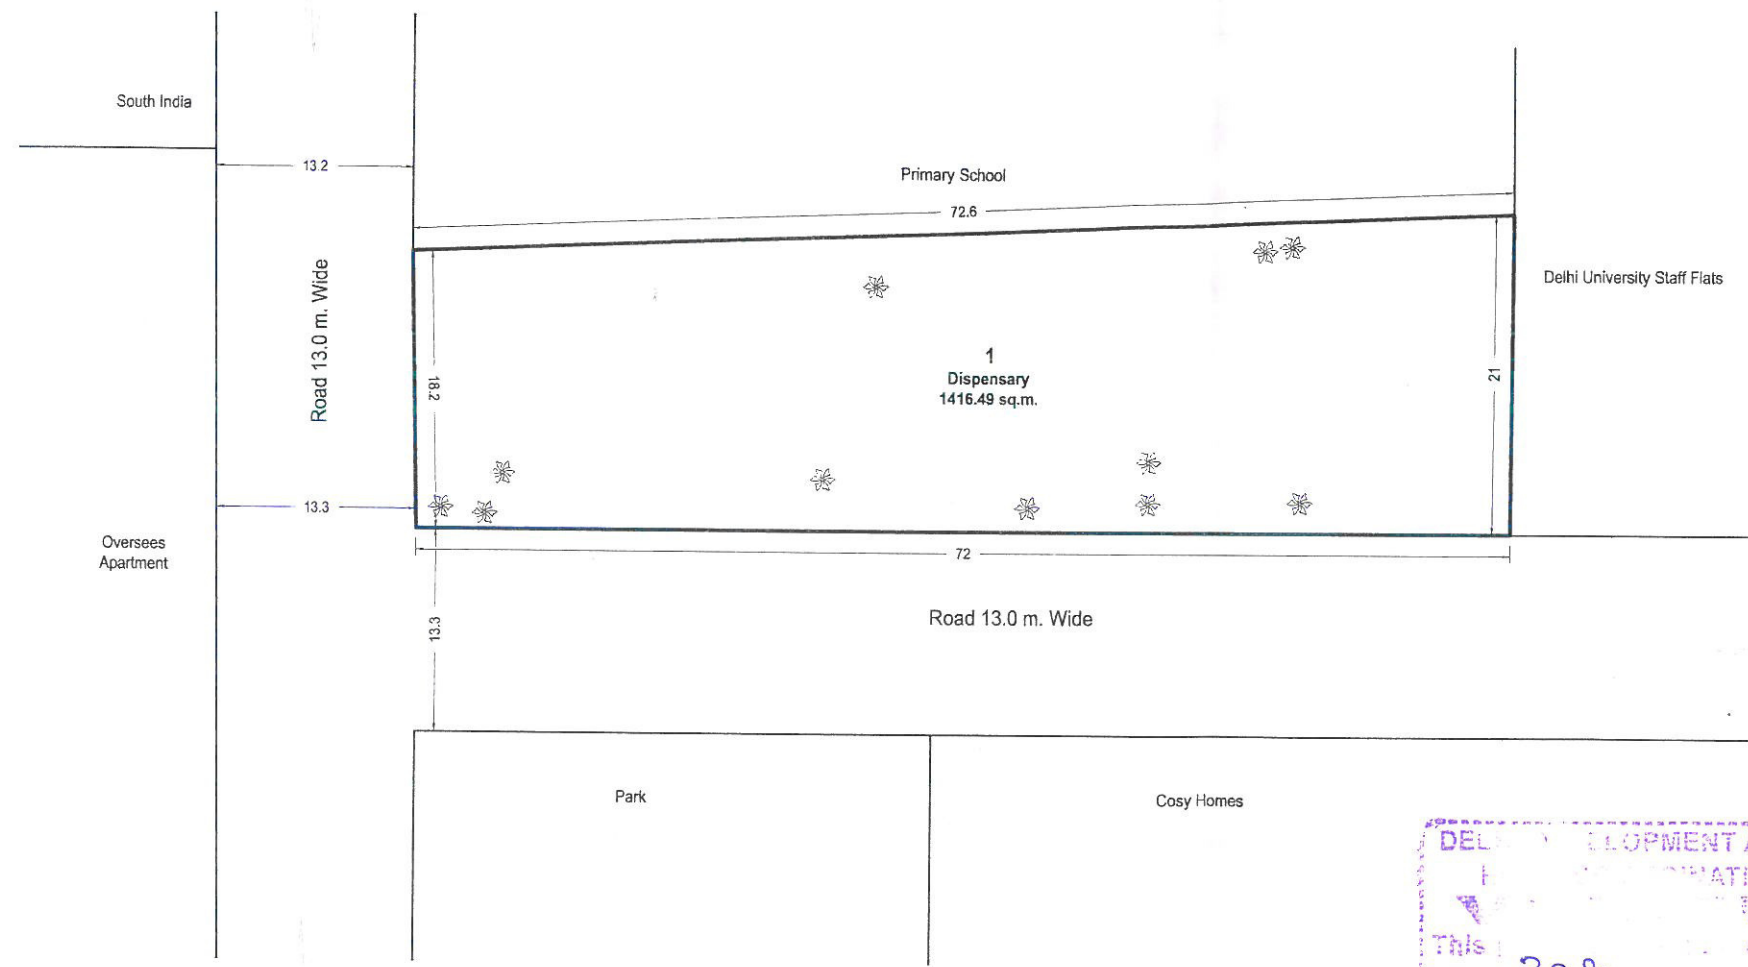 South India
13.2
Primary School
72.6
Road 13.0 m. Wide
Delhi University Staff Flats
1
Dispensary
1416.49 sq.m.
18.2
21
13.3
Oversees
Apartment
72
13.3
Road 13.0 m. Wide
Park
Cosy Homes
This